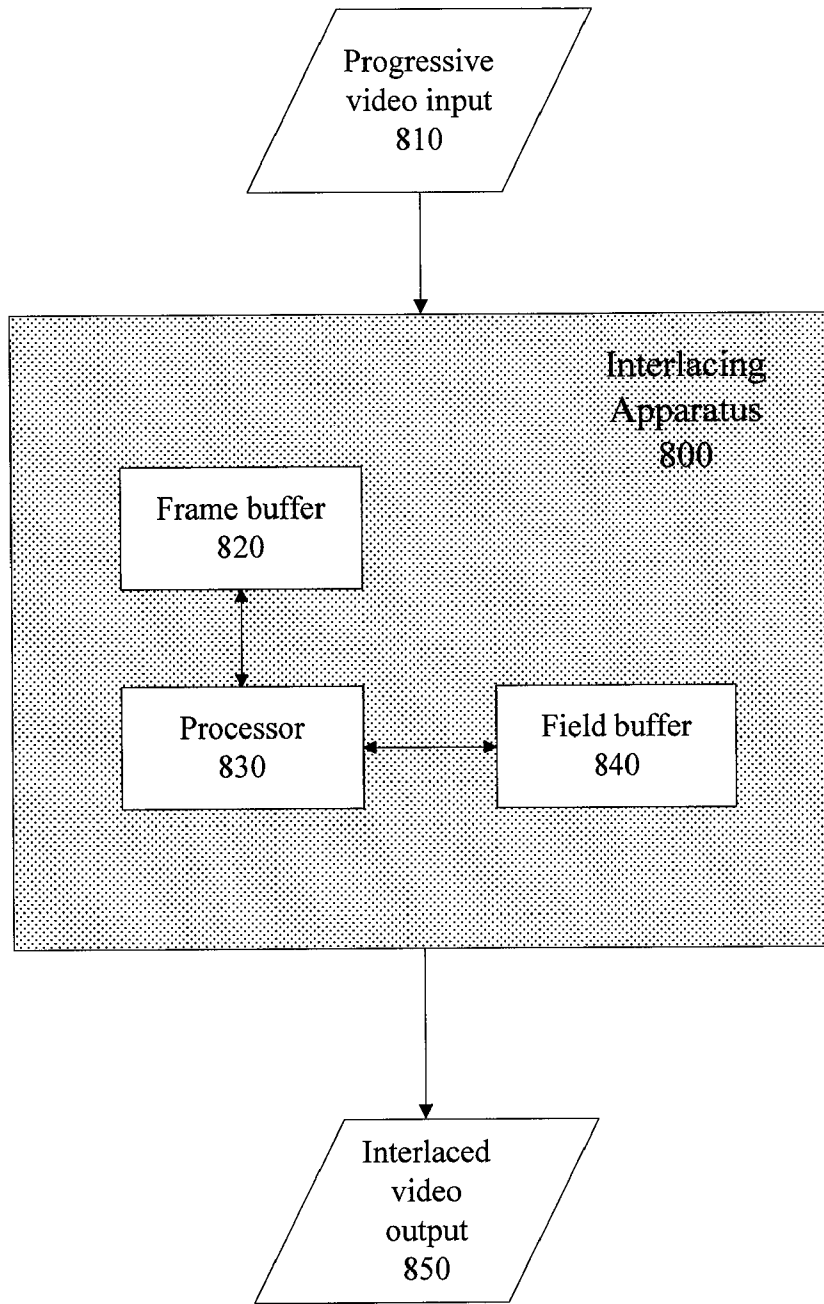 Progressive
video input
810
Interlacing
Apparatus
800
Frame buffer
820
Processor
830
Field buffer
840
Interlaced
video
output
850